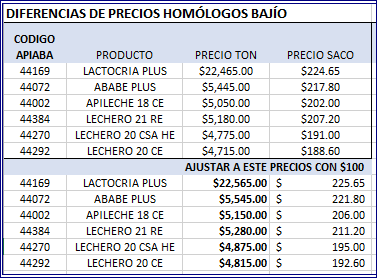 DIFERENCIAS DE PRECIOS HOMÓLOGOS BAJÍO
CODIGO
APIABA PRODUCTO PRECIO TON PRECIO SACO
44169 LACTOCRIA PLUS $22,465.00 $224.65
44072 ABABE PLUS $5,445.00 $217.80
44002 APILECHE 18 CE $5,050.00 $202.00
44384 LECHERO 21 RE $5,180.00 $207.20
44270 LECHERO 20 CSA HE $4,775.00 $191.00
44292 LECHERO 20 CE $4,715.00 $188.60
AJUSTAR A ESTE PRECIOS CON $100
44169 LACTOCRIA PLUS $22,565.00 $ 225.65
44072 ABABE PLUS $5,545.00 $ 221.80
44002 APILECHE 18 CE $5,150.00 $ 206.00
44384 LECHERO 21 RE $5,280.00 $ 211.20
44270 LECHERO 20 CSA HE $4,875.00 $ 195.00
44292 LECHERO 20 CE $4,815.00 $ 192.60